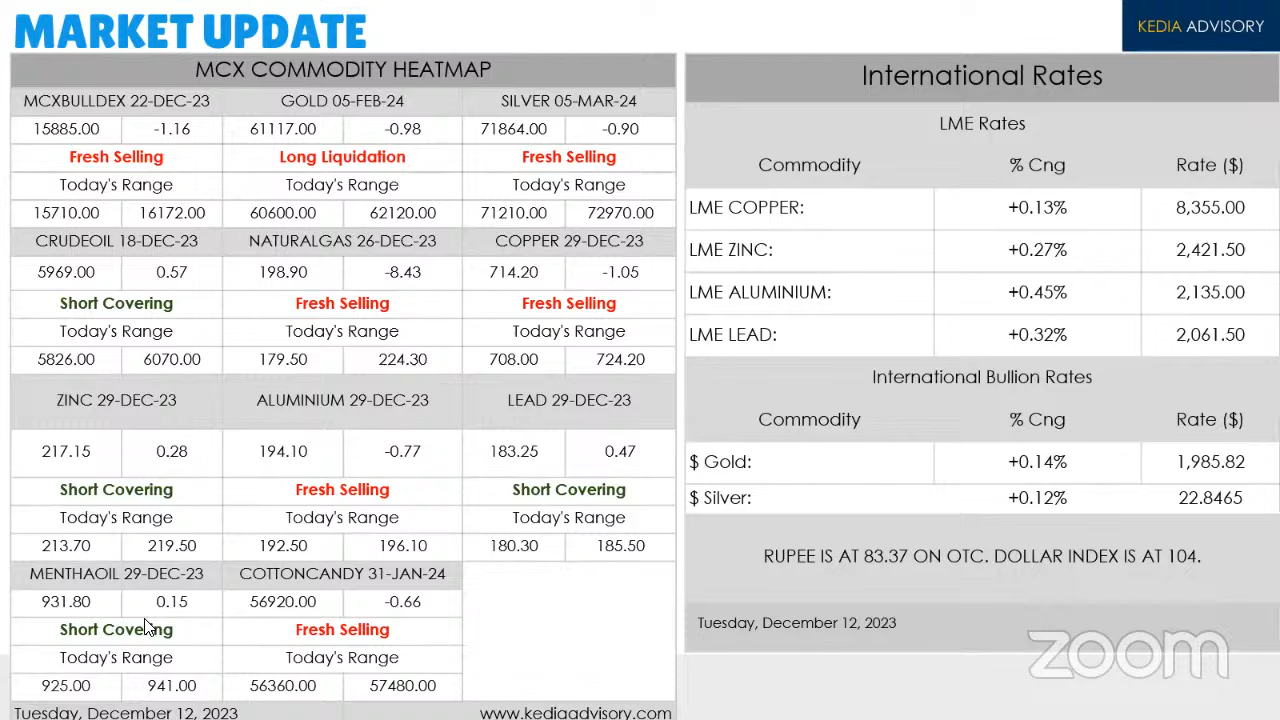 MARKET UPDATE
KEDIA ADVISORY
MCX COMMODITY HEATMAP
MCXBULLDEX 22-DEC-23 GOLD 05-FEB-24 SILVER 05-MAR-24
15885.00 -1.16 61117.00 -0.98 71864.00 -0.90
Fresh Selling Long Liquidation Fresh Selling
Today's Range Today's Range Today's Range
15710.00 16172.00 60600.00 62120.00 71210.00 72970.00
CRUDEOIL 18-DEC-23 NATURALGAS 26-DEC-23 COPPER 29-DEC-23
5969.00 0.57 198.90 -8.43 714.20 -1.05
Short Covering Fresh Selling Fresh Selling
Today's Range Today's Range Today's Range
5826.00 6070.00 179.50 224.30 708.00 724.20
ZINC 29-DEC-23 ALUMINIUM 29-DEC-23 LEAD 29-DEC-23
217.15 0.28 194.10 -0.77 183.25 0.47
Short Covering Fresh Selling Short Covering
Today's Range Today's Range Today's Range
213.70 219.50 192.50 196.10 180.30 185.50
MENTHAOIL 29-DEC-23 COTTONCANDY 31-JAN-24
931.80 0.15 56920.00 -0.66
Short Covering Fresh Selling
Today's Range Today's Range
925.00 941.00 56360.00 57480.00
Tuesday, December 12, 2023 www.kediaadvisory.com
International Rates
LME Rates
Commodity % Cng Rate ($)
LME COPPER: +0.13% 8,355.00
LME ZINC: +0.27% 2,421.50
LME ALUMINIUM: +0.45% 2,135.00
LME LEAD: +0.32% 2,061.50
International Bullion Rates
Commodity % Cng Rate ($)
$ Gold: +0.14% 1,985.82
$ Silver: +0.12% 22.8465
RUPEE IS AT 83.37 ON OTC. DOLLAR INDEX IS AT 104.
Tuesday, December 12, 2023
zoom